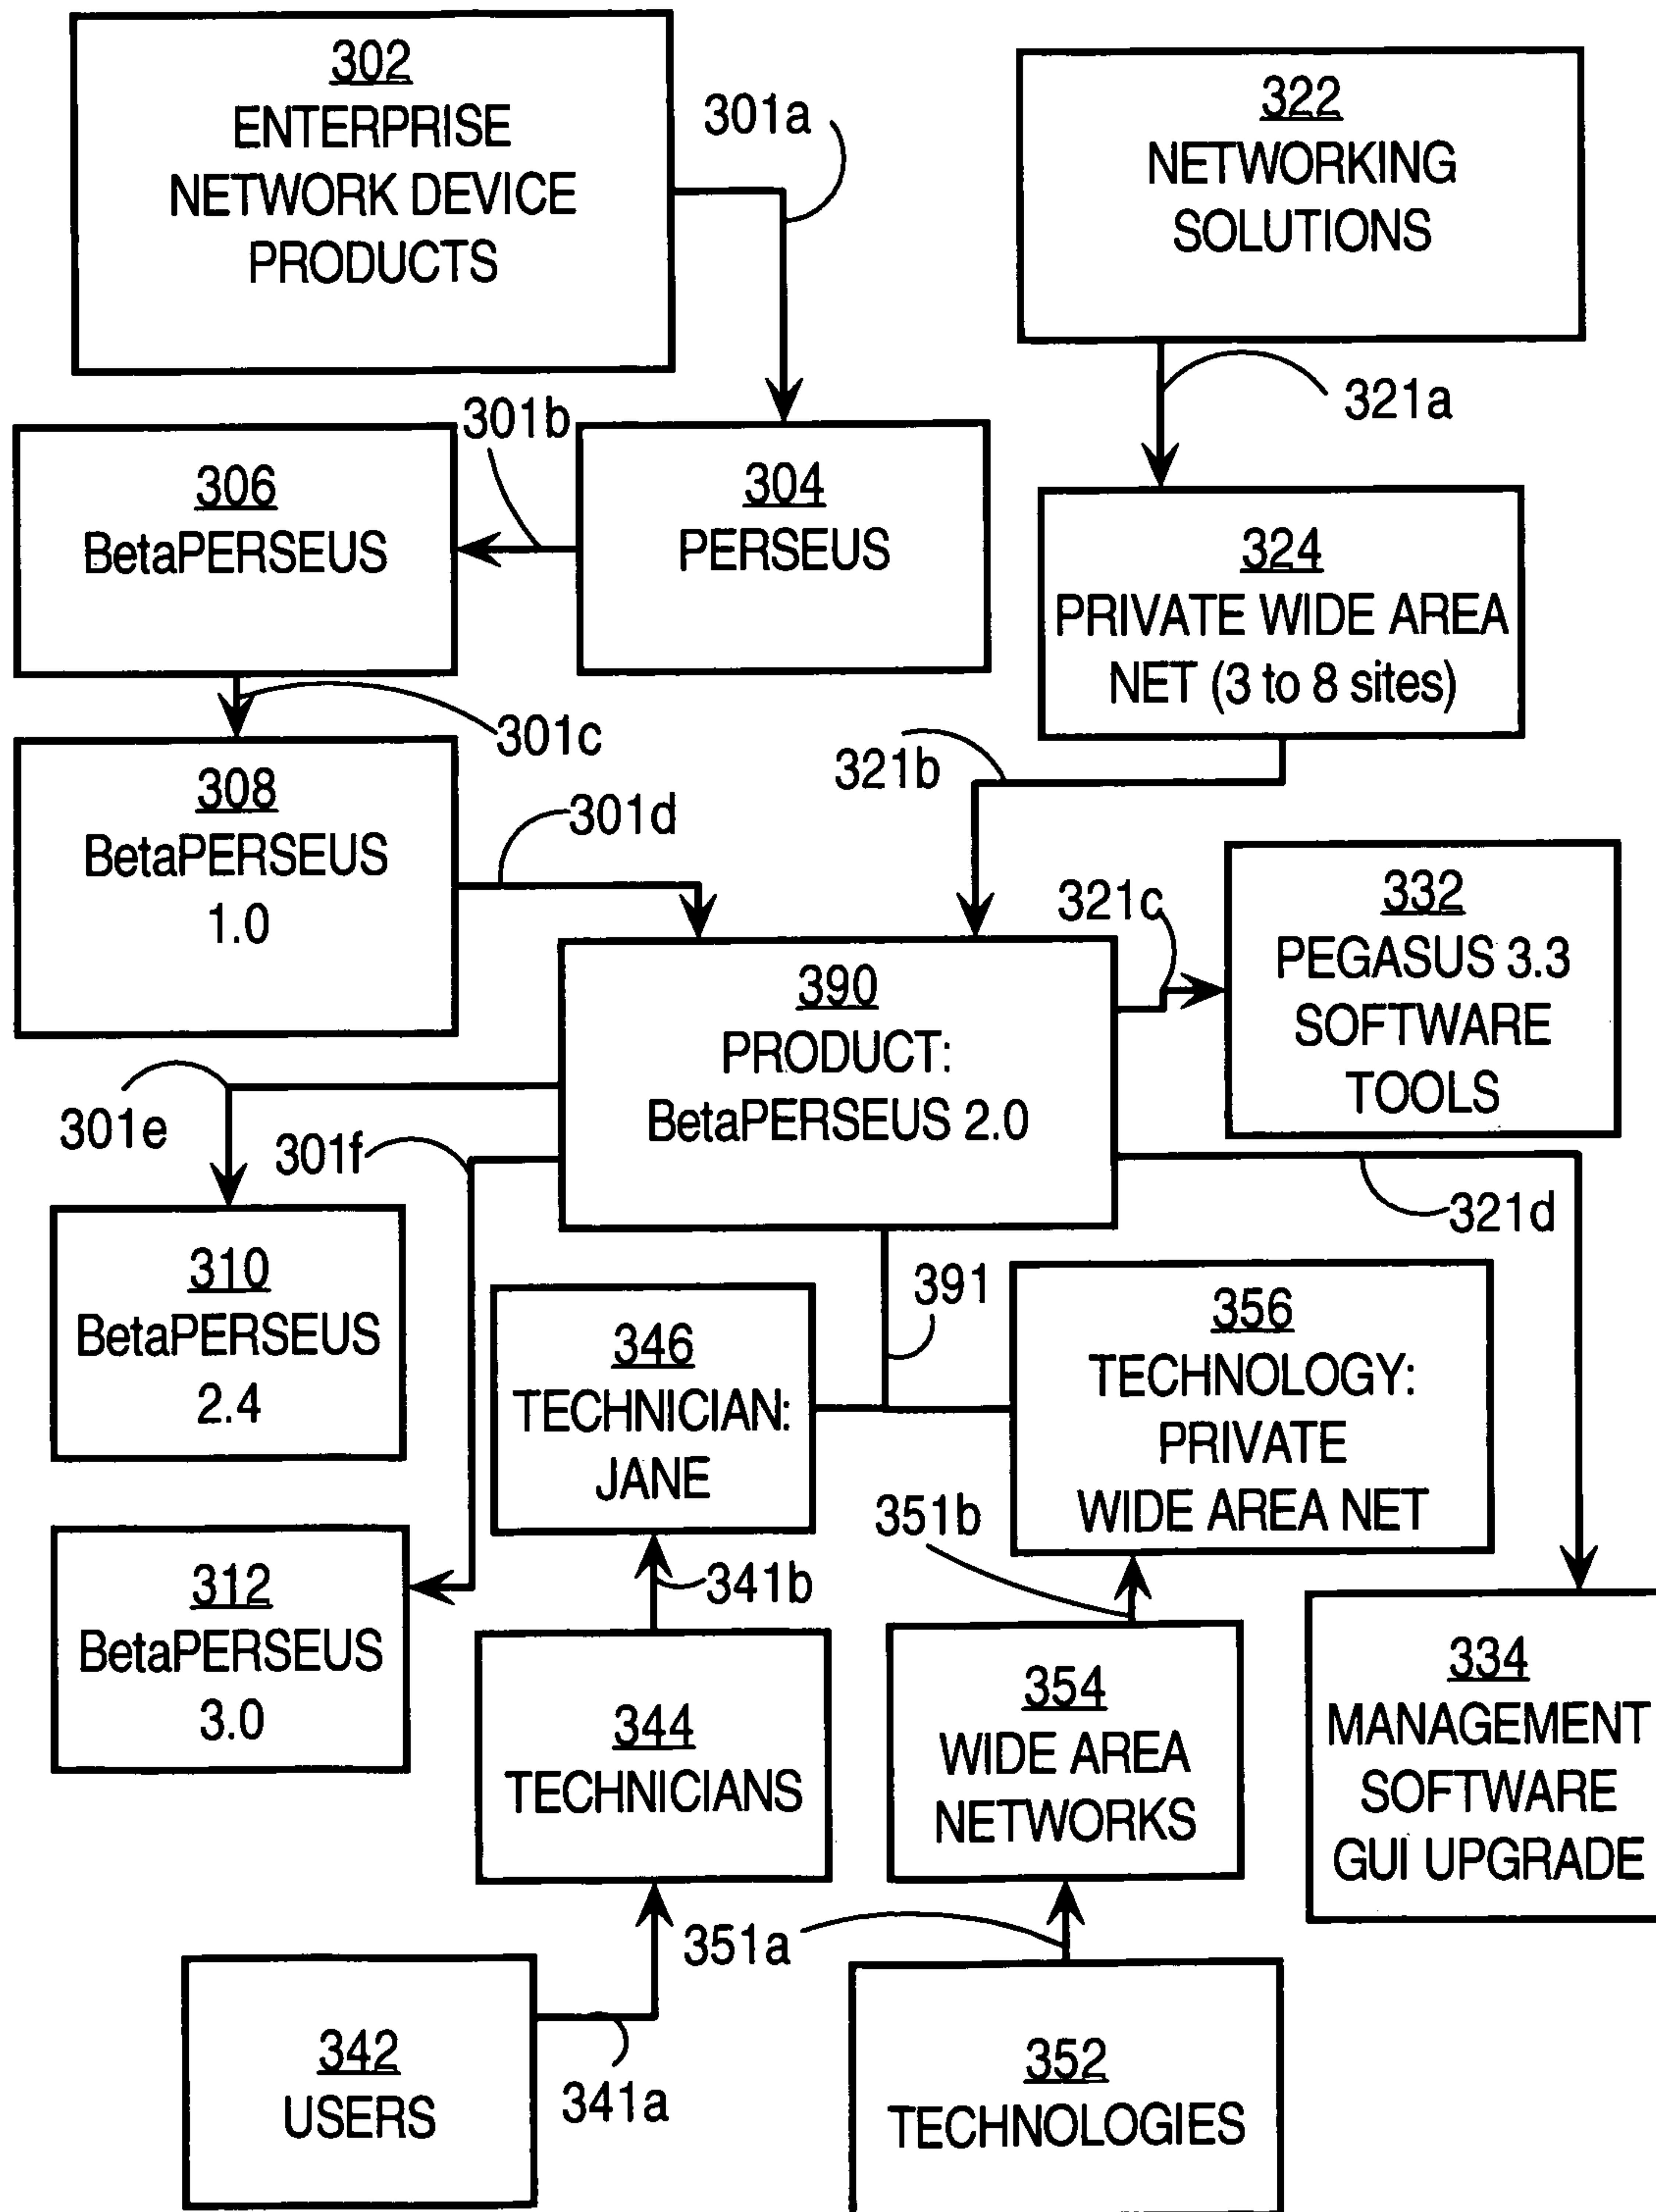 302
ENTERPRISE
NETWORK DEVICE
PRODUCTS
301a
322
NETWORKING
SOLUTIONS
321a
301b
306
BetaPERSEUS
304
PERSEUS
324
PRIVATE WIDE AREA
NET (3 to 8 sites)
301c
321b
308
BetaPERSEUS
1.0
301d
321c
332
PEGASUS 3.3
SOFTWARE
TOOLS
390
PRODUCT:
BetaPERSEUS 2.0
301e
301f
321d
310
BetaPERSEUS
2.4
391
346
TECHNICIAN:
JANE
356
TECHNOLOGY:
PRIVATE
WIDE AREA NET
351b
341b
312
BetaPERSEUS
3.0
344
TECHNICIANS
354
WIDE AREA
NETWORKS
334
MANAGEMENT
SOFTWARE
GUI UPGRADE
351a
342
USERS
341a
352
TECHNOLOGIES